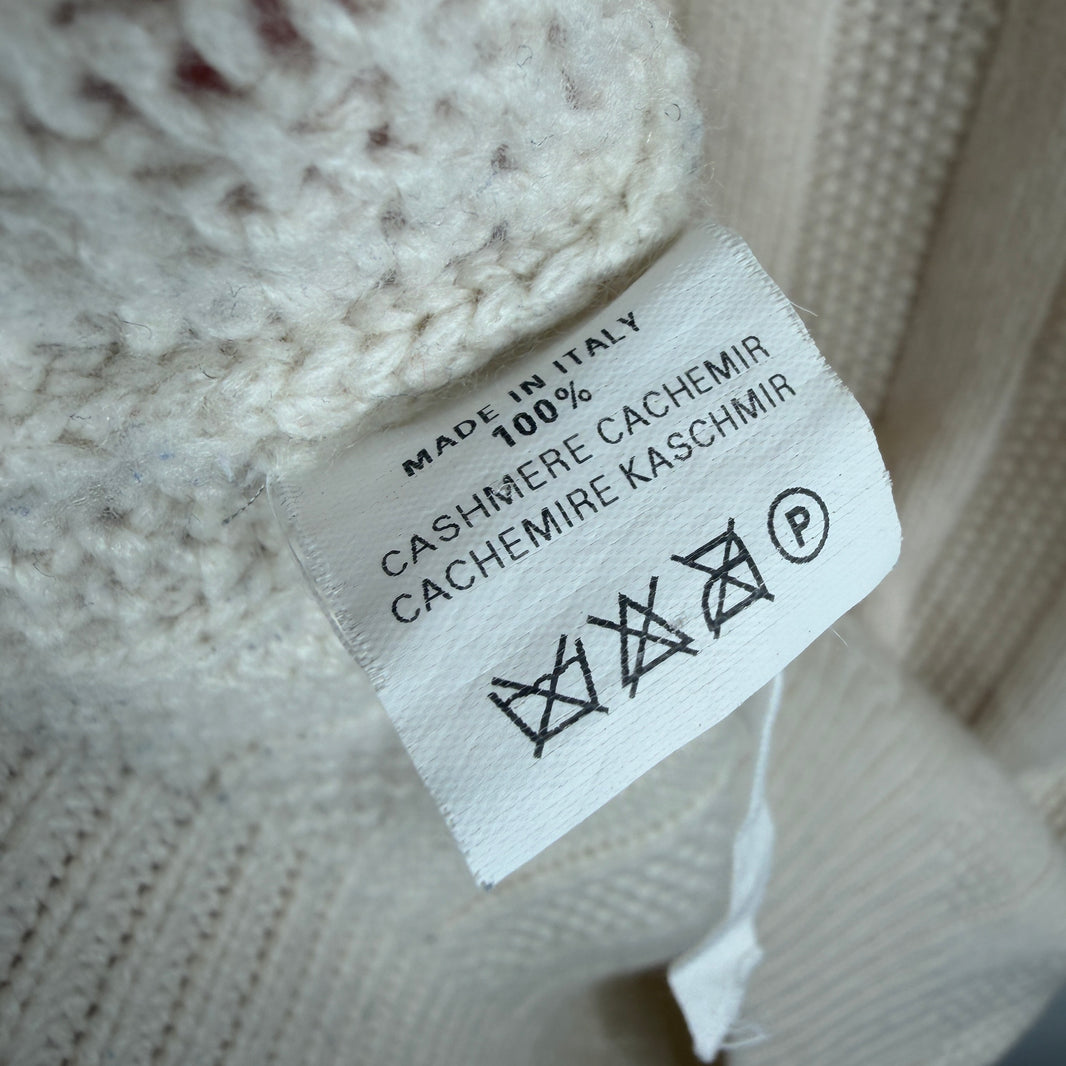 MADE IN ITALY
100%
CASHMERE CACHEMIR
CACHEMIRE KASCHMIR
P